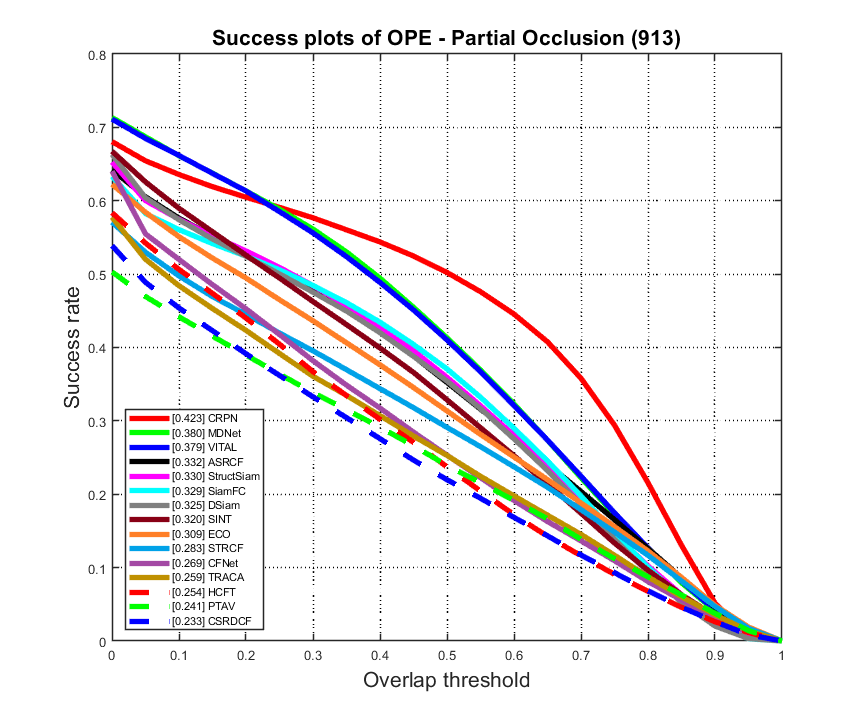 Success plots of OPE - Partial Occlusion (913)
0.8
0.7
0.6
0.5
0.4
0.3
0.2
0.1
0
Success rate
[0.423] CRPN
[0.380] MDNet
[0.379] VITAL
[0.332] ASRCF
[0.330] StructSiam
[0.329] SiamFC
[0.325] DSiam
[0.320] SINT
[0.309] ECO
[0.283] STRCF
[0.269] CFNet
[0.259] TRACA
[0.254] HCFT
[0.241] PTAV
[0.233] CSRDCF
0 0.1 0.2 0.3 0.4 0.5 0.6 0.7 0.8 0.9 1
Overlap threshold